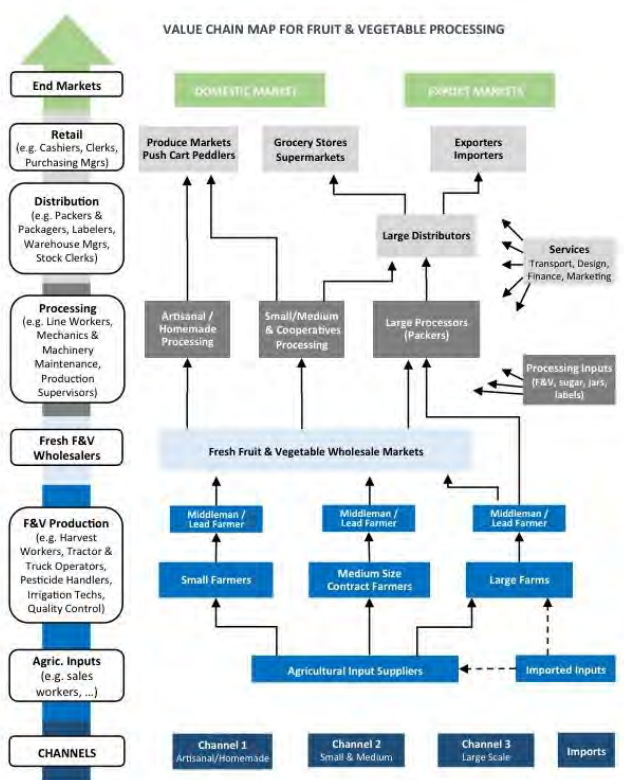 VALUE CHAIN MAP FOR FRUIT & VEGETABLE PROCESSING
End Markets
DOMESTIC MARKET
EXPORT MARKETS
Retail
(e.g. Cashiers, Clerks,
Purchasing Mgrs)
Produce Markets
Push Cart Peddlers
Grocery Stores
Supermarkets
Exporters
Importers
Distribution
(e.g. Packers &
Packagers, Labelers,
Warehouse Mgrs,
Stock Clerks)
Large Distributors
Services
Transport, Design,
Finance, Marketing
Processing
(e.g. Line Workers,
Mechanics &
Machinery
Maintenance,
Production
Supervisors)
Artisanal /
Homemade
Processing
Small/Medium
& Cooperatives
Processing
Large Processors
(Packers)
Processing Inputs
(F&V, sugar, jars,
labels)
Fresh F&V
Wholesalers
Fresh Fruit & Vegetable Wholesale Markets
F&V Production
(e.g. Harvest
Workers, Tractor &
Truck Operators,
Pesticide Handlers,
Irrigation Techs,
Quality Control)
Middleman /
Lead Farmer
Middleman /
Lead Farmer
Middleman /
Lead Farmer
Small Farmers
Medium Size
Contract Farmers
Large Farms
Agric. Inputs
(e.g. sales
workers, ...)
Agricultural Input Suppliers
Imported Inputs
CHANNELS
Channel 1
Artisanal/Homemade
Channel 2
Small & Medium
Channel 3
Large Scale
Imports